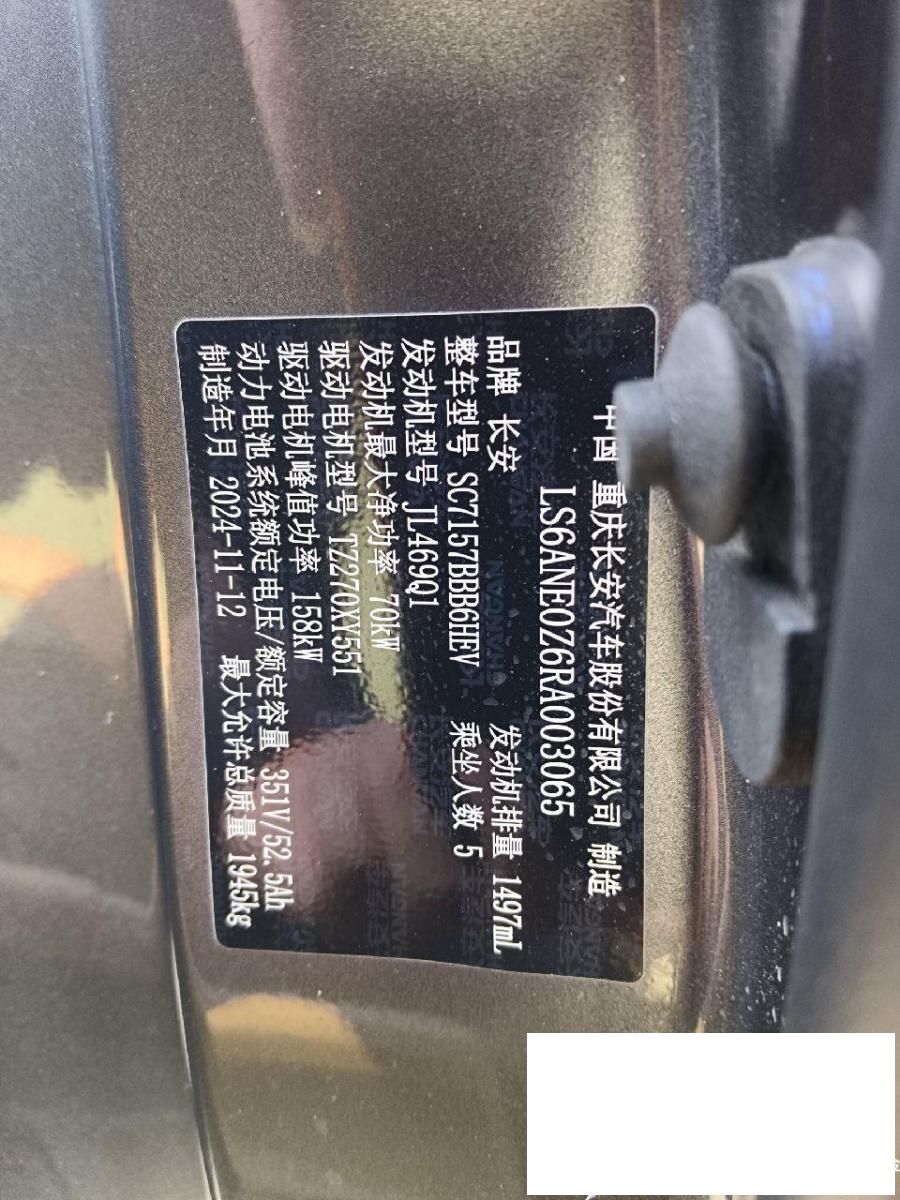 中国 重庆长安汽车股份有限公司 制造
LS6ANE0Z6RA003065
品牌 长安 发动机排量 1497mL
整车型号 SC7157BBB6HEV 乘坐人数 5
发动机型号 JL469Q1
发动机最大净功率 70kW
驱动电机型号 TZ270XY551
驱动电机峰值功率 158kW
动力电池系统额定电压/额定容量 351V/52.5Ah
制造年月 2024-11-12 最大允许总质量 1945kg